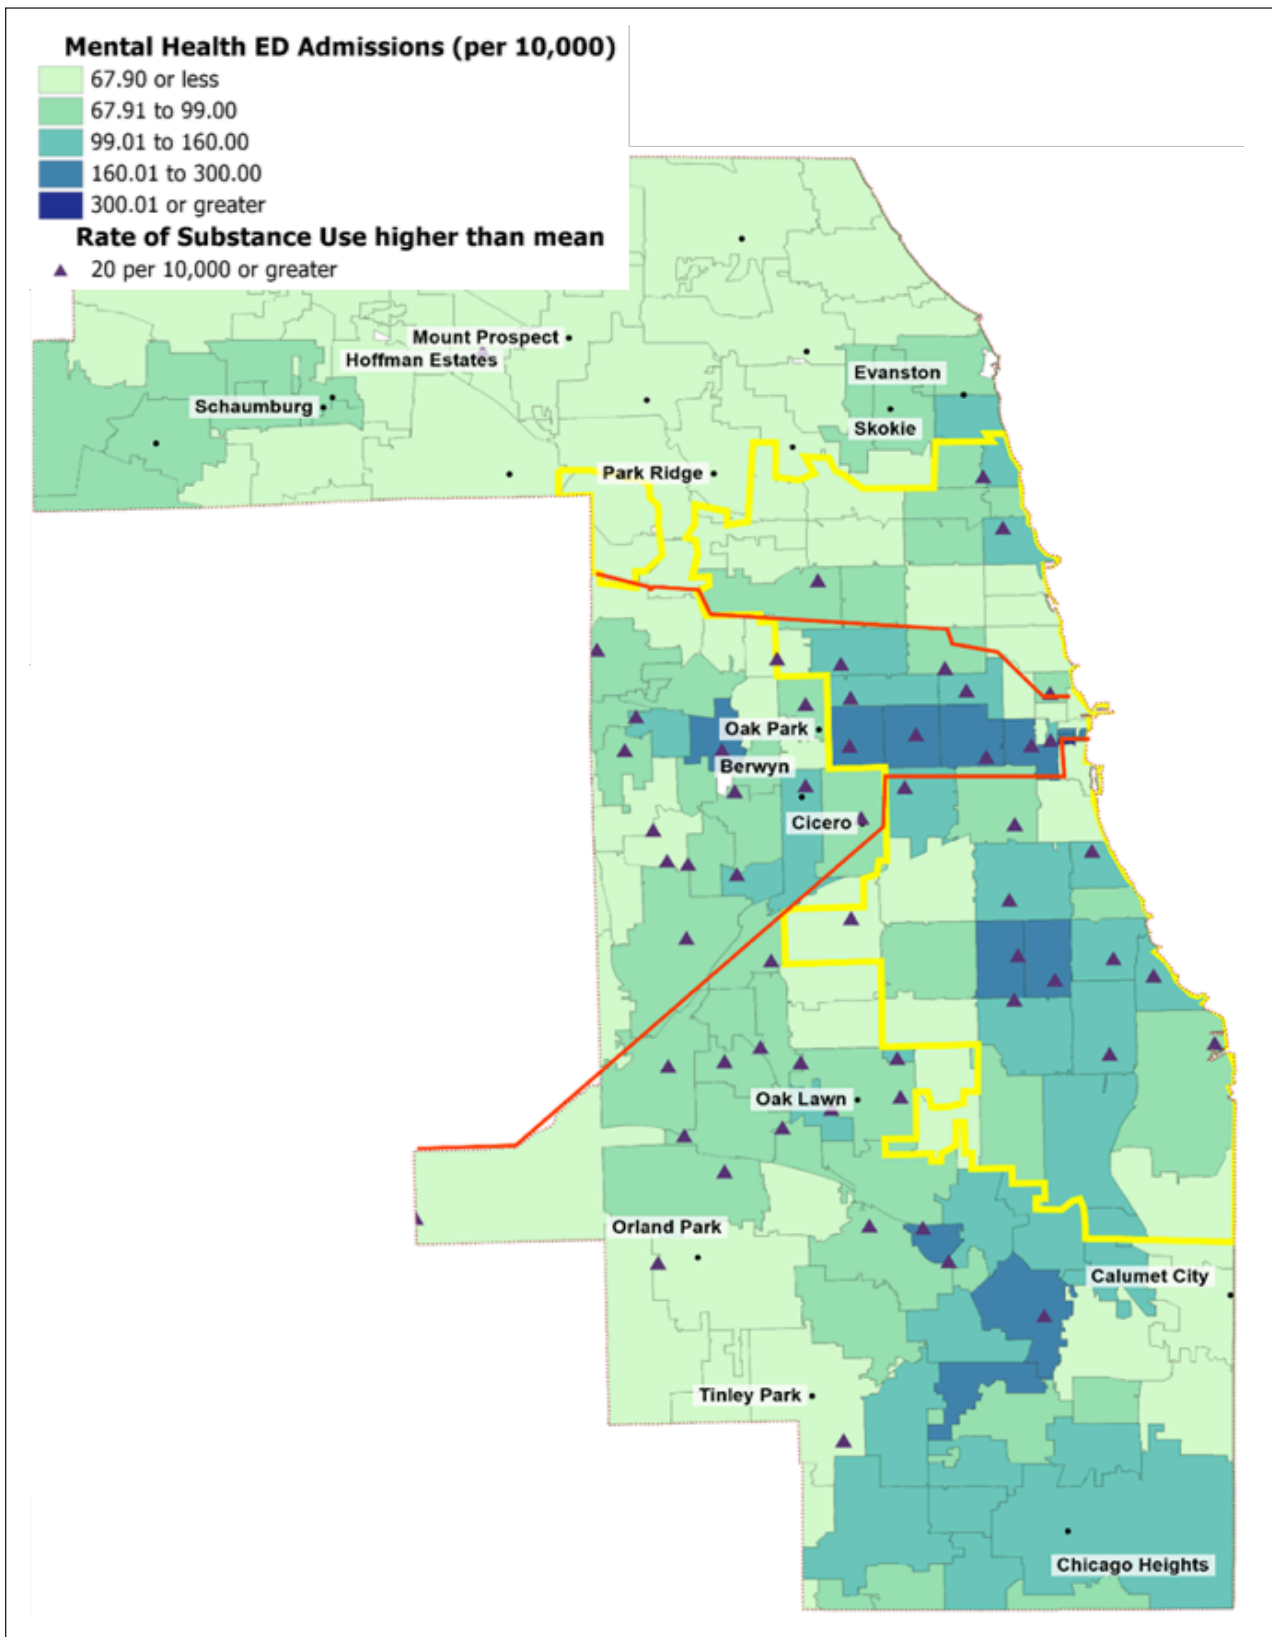 Mental Health ED Admissions (per 10,000)
67.90 or less
67.91 to 99.00
99.01 to 160.00
160.01 to 300.00
300.01 or greater
Rate of Substance Use higher than mean
20 per 10,000 or greater
Mount Prospect
Hoffman Estates
Evanston
Schaumburg
Skokie
Park Ridge
Oak Park
Berwyn
Cicero
Oak Lawn
Orland Park
Calumet City
Tinley Park
Chicago Heights